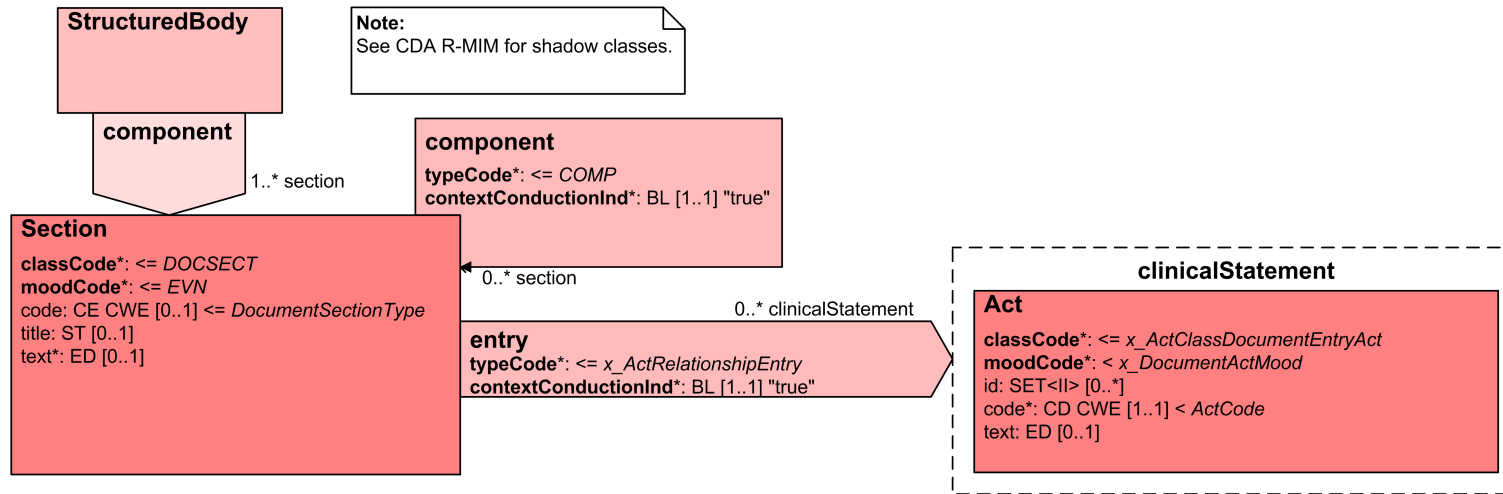 StructuredBody
Note:
See CDA R-MIM for shadow classes.
component
1..* section
component
typeCode*: <= COMP
contextConductionInd*: BL [1..1] "true"
0..* section
Section
classCode*: <= DOCSECT
moodCode*: <= EVN
code: CE CWE [0..1] <= DocumentSectionType
title: ST [0..1]
text*: ED [0..1]
0..* clinicalStatement
entry
typeCode*: <= x_ActRelationshipEntry
contextConductionInd*: BL [1..1] "true"
clinicalStatement
Act
classCode*: <= x_ActClassDocumentEntryAct
moodCode*: < x_DocumentActMood
id: SET<II> [0..*]
code*: CD CWE [1..1] < ActCode
text: ED [0..1]